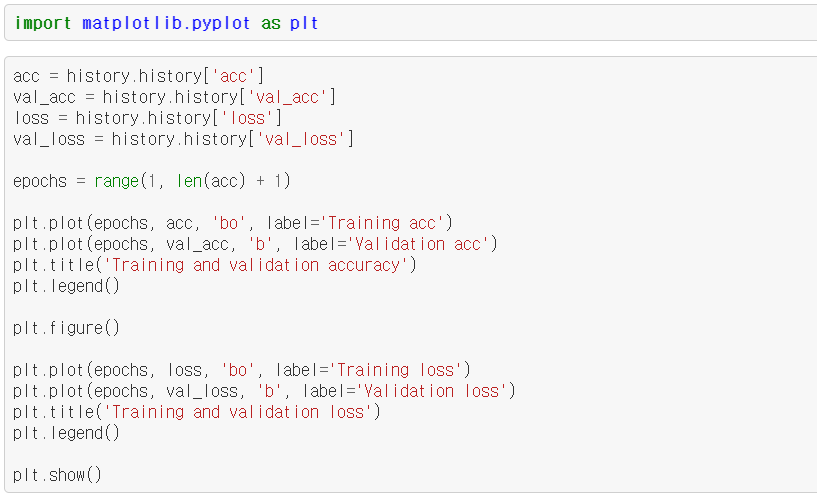 import matplotlib.pyplot as plt
acc = history.history['acc']
val_acc = history.history['val_acc']
loss = history.history['loss']
val_loss = history.history['val_loss']
epochs = range(1, len(acc) + 1)
plt.plot(epochs, acc, 'bo', label='Training acc')
plt.plot(epochs, val_acc, 'b', label='Validation acc')
plt.title('Training and validation accuracy')
plt.legend()
plt.figure()
plt.plot(epochs, loss, 'bo', label='Training loss')
plt.plot(epochs, val_loss, 'b', label='Validation loss')
plt.title('Training and validation loss')
plt.legend()
plt.show()